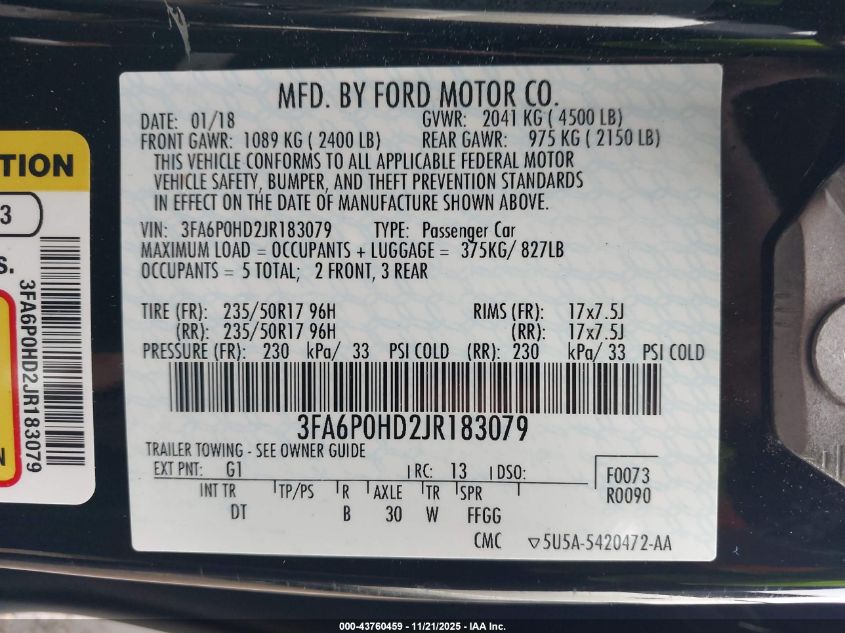 MFD. BY FORD MOTOR CO.
DATE: 01/18 GVWR: 2041 KG ( 4500 LB)
FRONT GAWR: 1089 KG ( 2400 LB) REAR GAWR: 975 KG ( 2150 LB)
THIS VEHICLE CONFORMS TO ALL APPLICABLE FEDERAL MOTOR
VEHICLE SAFETY, BUMPER, AND THEFT PREVENTION STANDARDS
IN EFFECT ON THE DATE OF MANUFACTURE SHOWN ABOVE.
VIN: 3FA6P0HD2JR183079 TYPE: Passenger Car
MAXIMUM LOAD = OCCUPANTS + LUGGAGE = 375KG/ 827LB
OCCUPANTS = 5 TOTAL; 2 FRONT, 3 REAR
TIRE (FR): 235/50R17 96H RIMS (FR): 17x7.5J
(RR): 235/50R17 96H (RR): 17x7.5J
PRESSURE (FR): 230 kPa/ 33 PSI COLD (RR): 230 kPa/ 33 PSI COLD
3FA6P0HD2JR183079
TRAILER TOWING - SEE OWNER GUIDE
EXT PNT: G1 RC: 13 DSO:
INT TR TP/PS R AXLE TR SPR
DT B 30 W FFGG
F0073
R0090
CMC ▽5U5A-5420472-AA
TION
3
S.
3FA6P0HD2JR183079
N
000-43760459 - 11/21/2025 - IAA Inc.